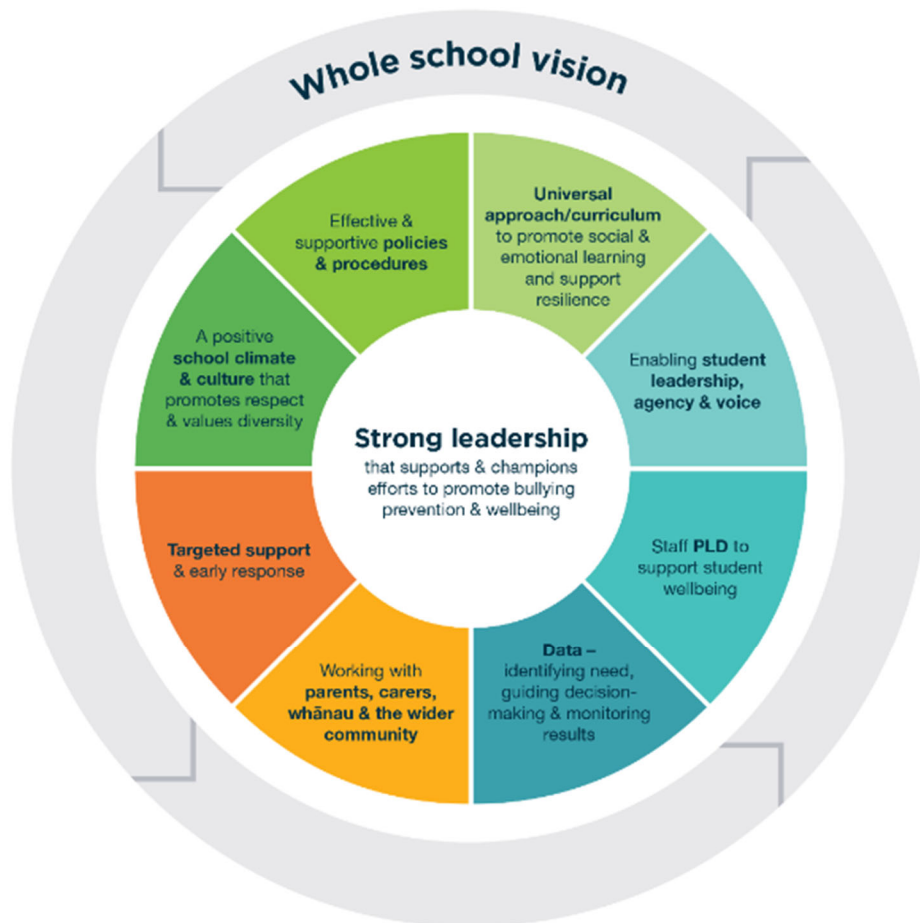 Whole school vision
Universal
approach/curriculum
to promote social &
emotional learning
and support
resilience
Enabling student
leadership,
agency & voice
Staff PLD to
support student
wellbeing
Data –
identifying need,
guiding decision-
making & monitoring
results
Working with
parents, carers,
whānau & the wider
community
Targeted support
& early response
A positive
school climate
& culture that
promotes respect
& values diversity
Effective &
supportive policies
& procedures
Strong leadership
that supports & champions
efforts to promote bullying
prevention & wellbeing